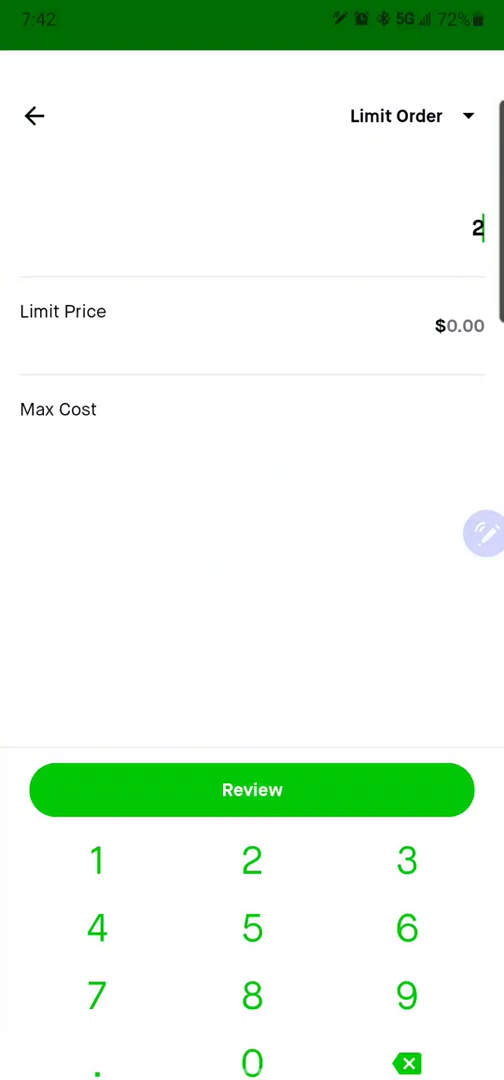 7:42 5G 72%
Limit Order
2
Limit Price
$0.00
Max Cost
Review
1 2 3
4 5 6
7 8 9
. 0